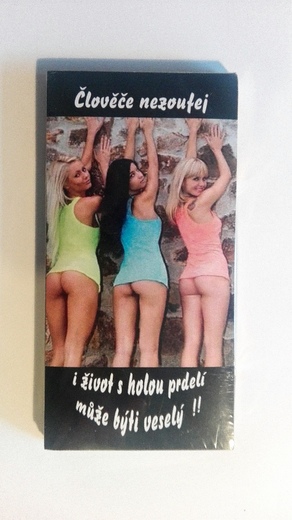 Člověče nezoufej
i život s holou prdelí
může býti veselý !!